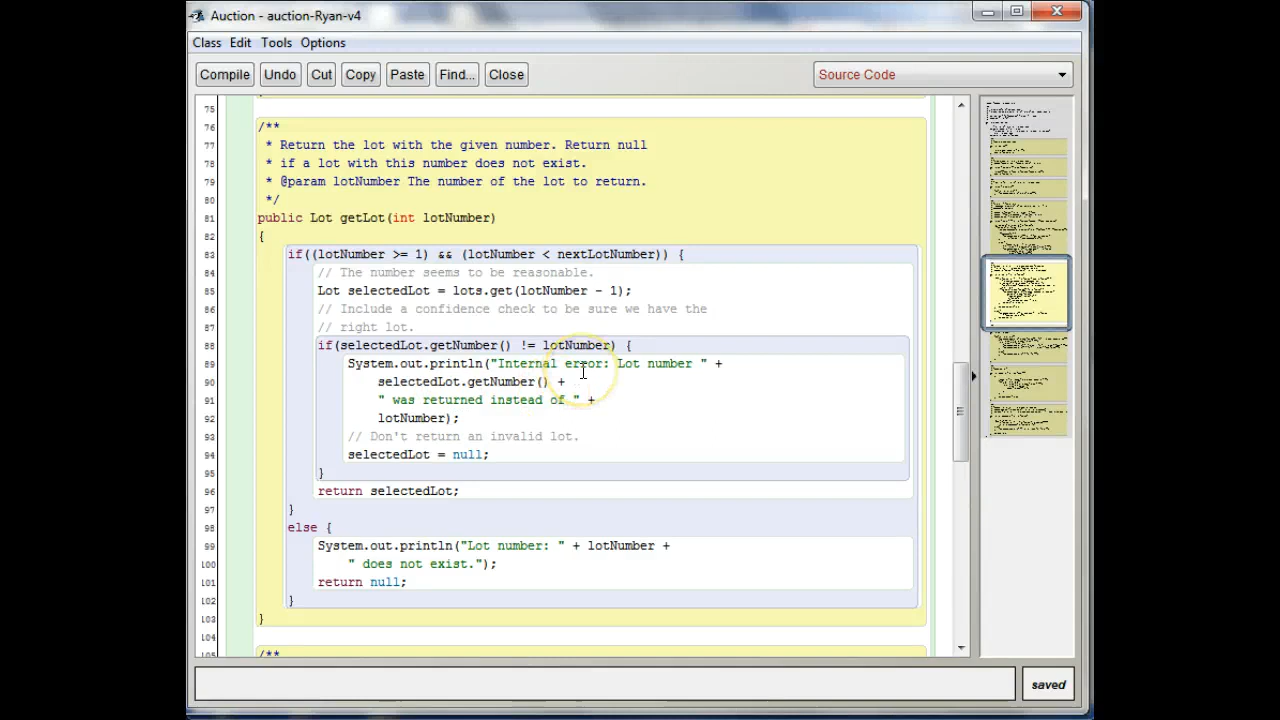 Auction - auction-Ryan-v4
Class Edit Tools Options
Compile Undo Cut Copy Paste Find... Close Source Code
75
76 /**
77 * Return the lot with the given number. Return null
78 * if a lot with this number does not exist.
79 * @param lotNumber The number of the lot to return.
80 */
81 public Lot getLot(int lotNumber)
82 {
83 if((lotNumber >= 1) && (lotNumber < nextLotNumber)) {
84 // The number seems to be reasonable.
85 Lot selectedLot = lots.get(lotNumber - 1);
86 // Include a confidence check to be sure we have the
87 // right lot.
88 if(selectedLot.getNumber() != lotNumber) {
89 System.out.println("Internal error: Lot number " +
90 selectedLot.getNumber() +
91 " was returned instead of " +
92 lotNumber);
93 // Don't return an invalid lot.
94 selectedLot = null;
95 }
96 return selectedLot;
97 }
98 else {
99 System.out.println("Lot number: " + lotNumber +
100 " does not exist.");
101 return null;
102 }
103 }
104
105 /**
saved